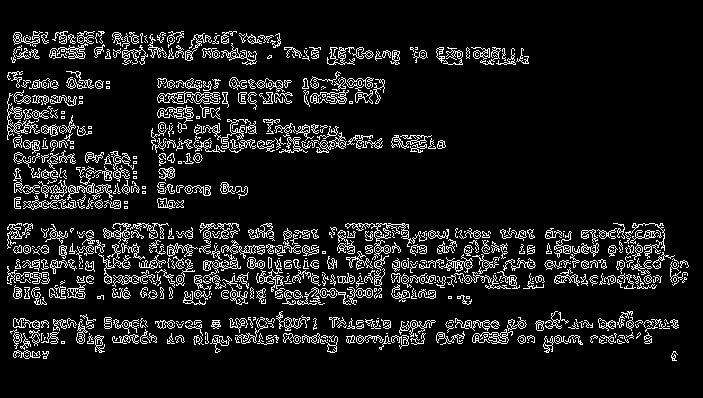 Best Stock Pick for this Year!
Get ARSS First Thing Monday , This Is Going To Explode!!!
Trade Date: Monday, October 16, 2006
Company: AMEROSSI EC INC (ARSS.PK)
Stock: ARSS.PK
Category: Oil and Gas Industry
Region: United States, Europe and Russia
Current Price: $4.10
1 Week Target: $8
Recommendation: Strong Buy
Expectations: Max
If You've been alive over the past few years you know that any stock can
move given the right circumstances. As soon as an alert is issued almost
instantly the market goes Balistic ! Take advantage of the current price on
ARSS , we expect to see it begin climbing Monday morning in anticipation of
BIG NEWS . We feel you could see 200-300% Gains ...
When this Stock moves = WATCH OUT! This is your chance to get in before it
BLOWS. Big watch in play this Monday morning! Put ARSS on your radar's
now!